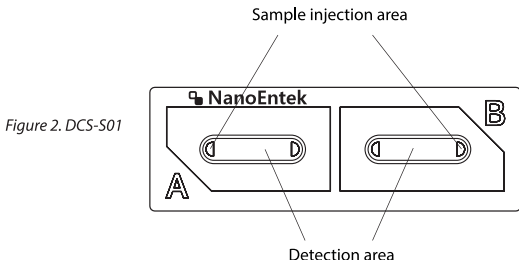 Sample injection area
NanoEntek
B
Figure 2. DCS-S01
A
Detection area